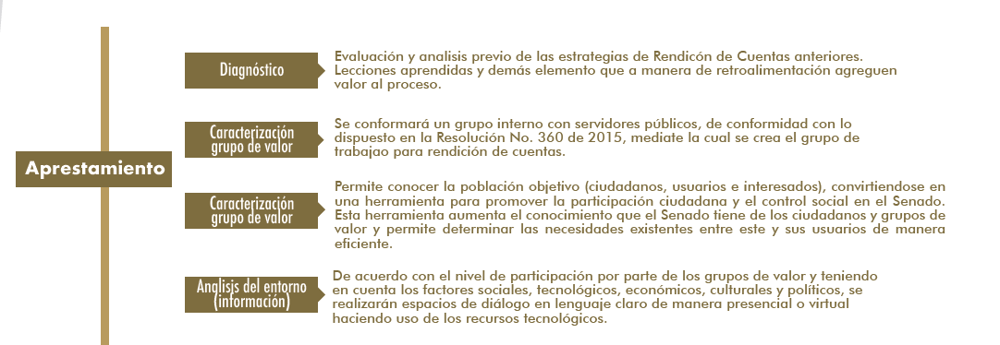 Aprestamiento
Diagnóstico
Evaluación y analisis previo de las estrategias de Rendicón de Cuentas anteriores.
Lecciones aprendidas y demás elemento que a manera de retroalimentación agreguen
valor al proceso.
Caracterización
grupo de valor
Se conformará un grupo interno con servidores públicos, de conformidad con lo
dispuesto en la Resolución No. 360 de 2015, mediate la cual se crea el grupo de
trabajao para rendición de cuentas.
Caracterización
grupo de valor
Permite conocer la población objetivo (ciudadanos, usuarios e interesados), convirtiendose en
una herramienta para promover la participación ciudadana y el control social en el Senado.
Esta herramienta aumenta el conocimiento que el Senado tiene de los ciudadanos y grupos de
valor y permite determinar las necesidades existentes entre este y sus usuarios de manera
eficiente.
Analisis del entorno
(información)
De acuerdo con el nivel de participación por parte de los grupos de valor y teniendo
en cuenta los factores sociales, tecnológicos, económicos, culturales y políticos, se
realizarán espacios de diálogo en lenguaje claro de manera presencial o virtual
haciendo uso de los recursos tecnológicos.